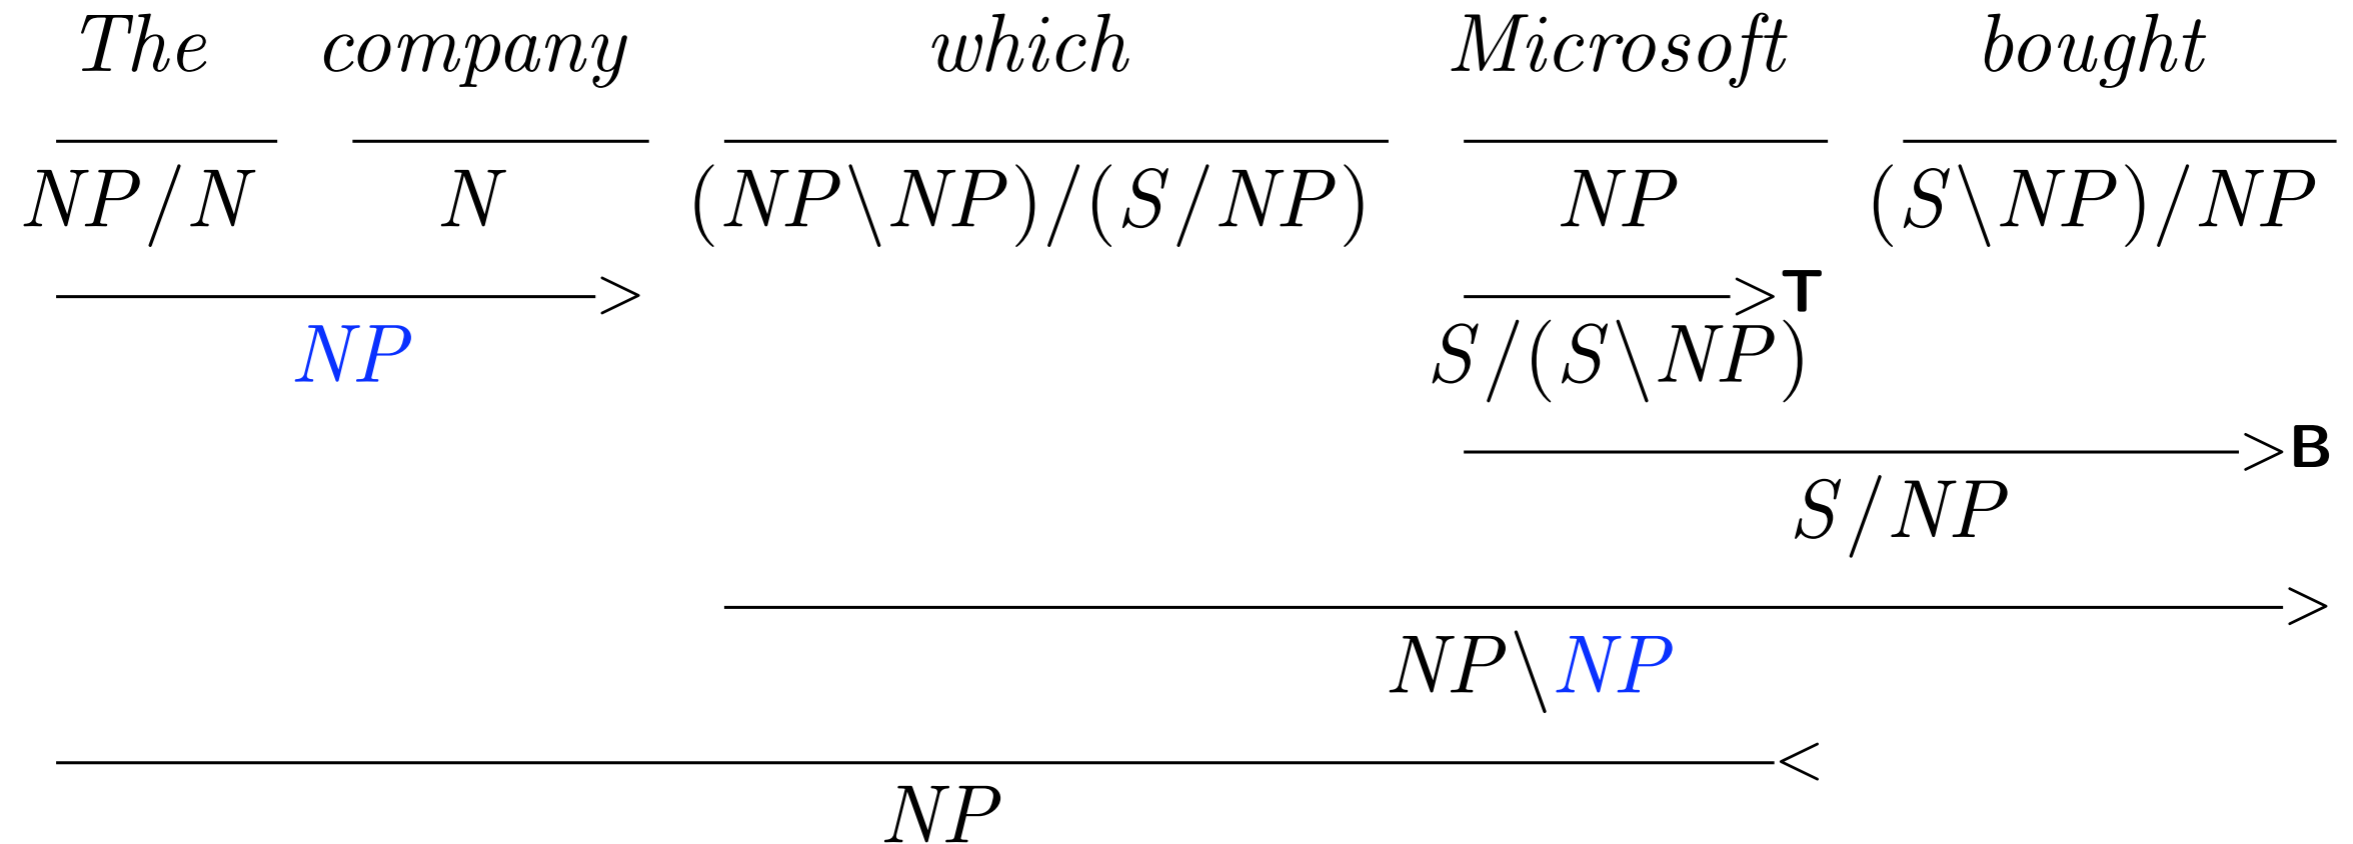 The company which Microsoft bought
NP/N N (NP\NP)/(S/NP) NP (S\NP)/NP
> >T
NP S/(S\NP)
>B
S/NP
>
NP\NP
<
NP